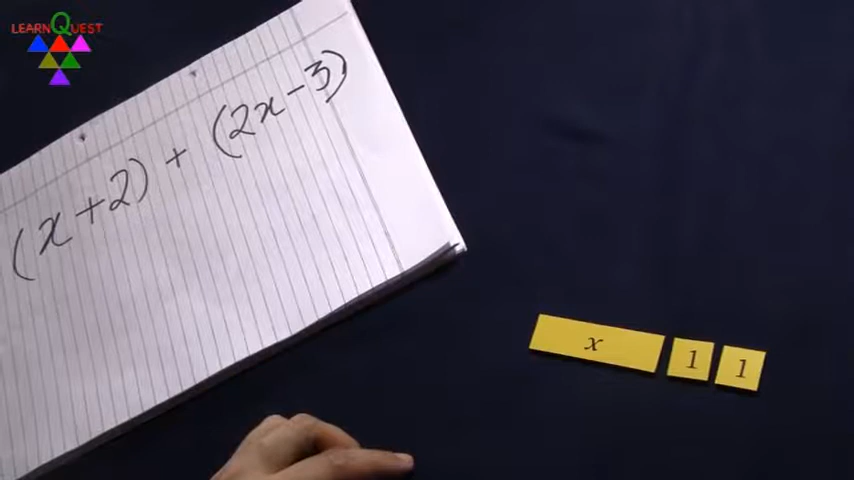 LEARNQUEST
(x+2) + (2x-3)
x 1 1